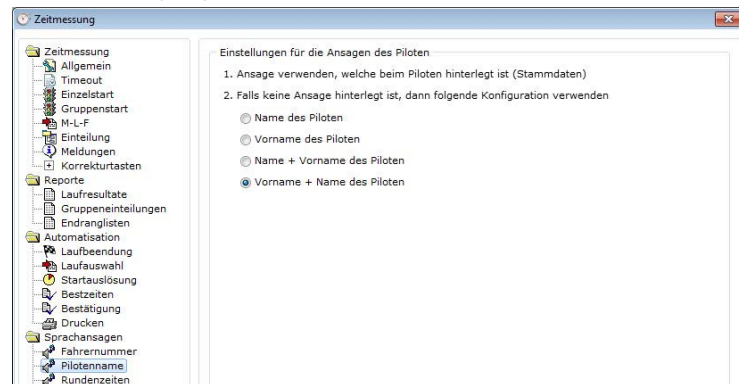 Zeitmessung
Zeitmessung
Allgemein
Timeout
Einzelstart
Gruppenstart
M-L-F
Einteilung
Meldungen
Korrekturtasten
Reporte
Laufresultate
Gruppeneinteilungen
Endranglisten
Automatisation
Laufbeendung
Laufauswahl
Startauslösung
Bestzeiten
Bestätigung
Drucken
Sprachansagen
Fahrernummer
Pilotenname
Rundenzeiten
Einstellungen für die Ansagen des Piloten
1. Ansage verwenden, welche beim Piloten hinterlegt ist (Stammdaten)
2. Falls keine Ansage hinterlegt ist, dann folgende Konfiguration verwenden
Name des Piloten
Vorname des Piloten
Name + Vorname des Piloten
Vorname + Name des Piloten